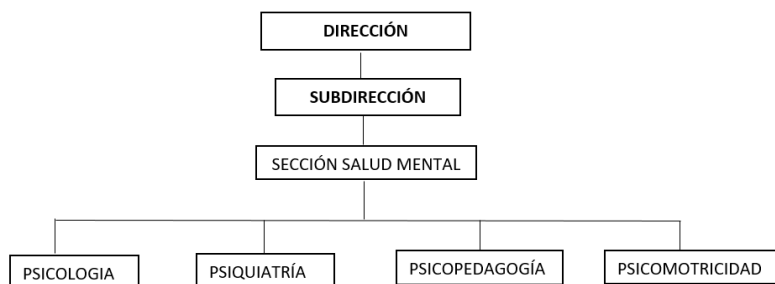 DIRECCIÓN
SUBDIRECCIÓN
SECCIÓN SALUD MENTAL
PSICOLOGIA
PSIQUIATRÍA
PSICOPEDAGOGÍA
PSICOMOTRICIDAD